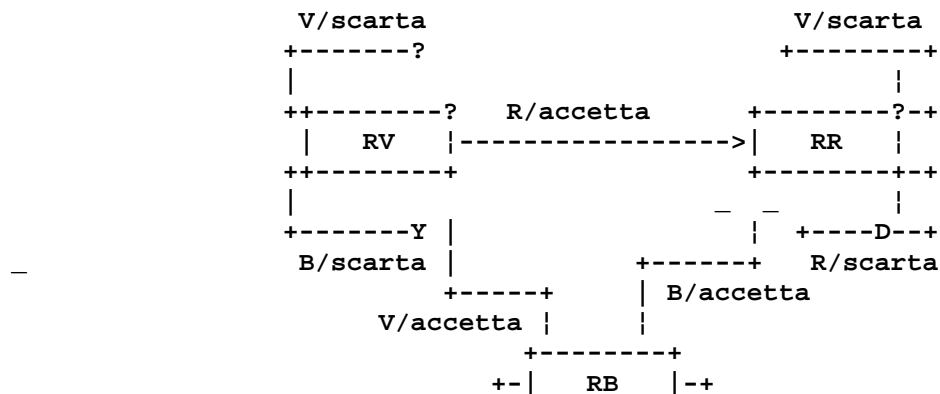 V/scarta V/scarta
+-------? +---------+
| ¦
++---------? R/accetta +---------?-+
| RV ¦------------------>| RR ¦
++---------+ +---------+-+
| _ _ ¦
+-------Y | ¦ +----D--+
_ B/scarta | +------+ R/scarta
+-----+ | B/accetta
V/accetta ¦ ¦
+---------+
+-| RB |-+